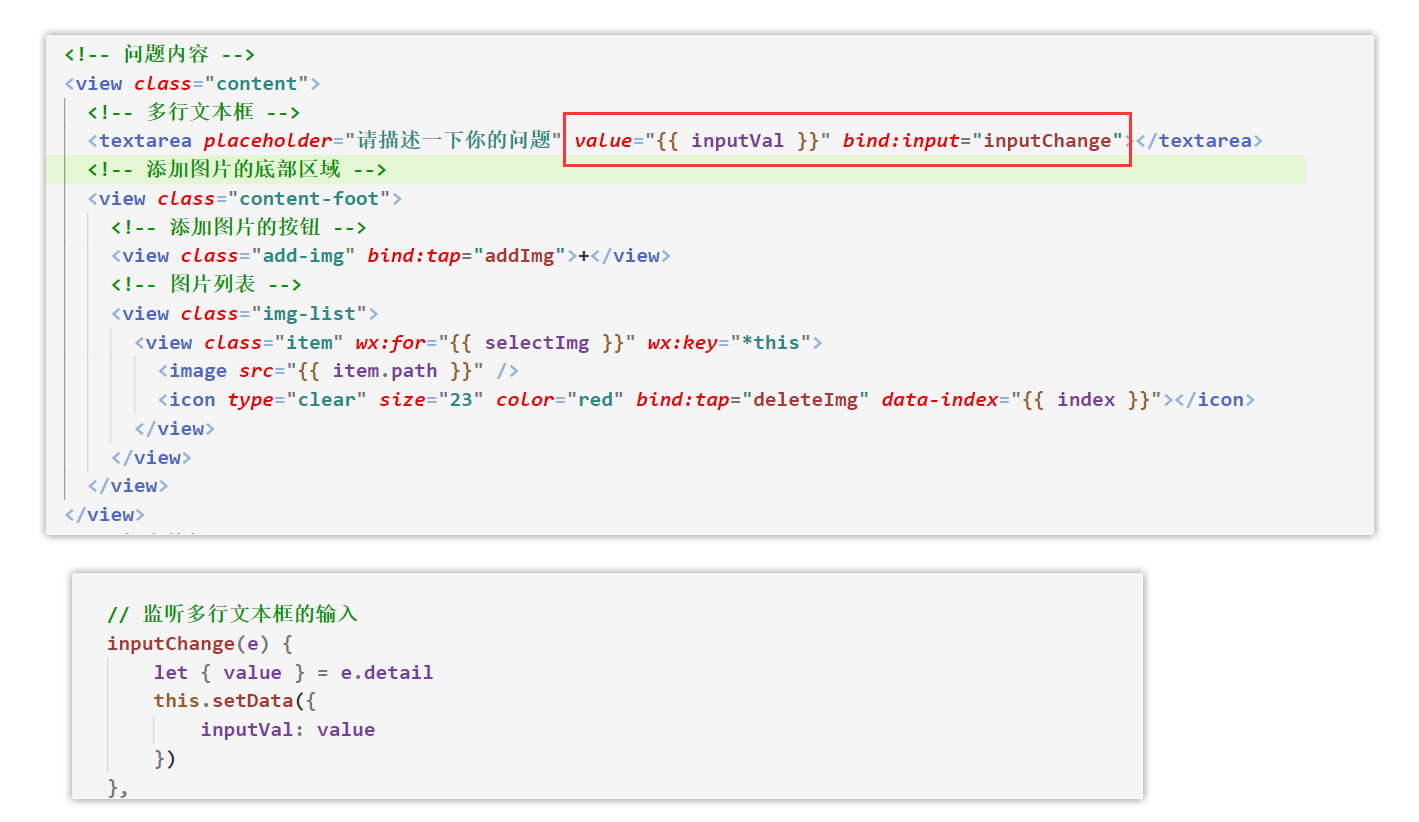 <!-- 问题内容 -->
<view class="content">
<!-- 多行文本框 -->
<textarea placeholder="请描述一下你的问题" value="{{ inputVal }}" bind:input="inputChange"></textarea>
<!-- 添加图片的底部区域 -->
<view class="content-foot">
<!-- 添加图片的按钮 -->
<view class="add-img" bind:tap="addImg">+</view>
<!-- 图片列表 -->
<view class="img-list">
<view class="item" wx:for="{{ selectImg }}" wx:key="*this">
<image src="{{ item.path }}" />
<icon type="clear" size="23" color="red" bind:tap="deleteImg" data-index="{{ index }}"></icon>
</view>
</view>
</view>
</view>
// 监听多行文本框的输入
inputChange(e) {
let { value } = e.detail
this.setData({
inputVal: value
})
},